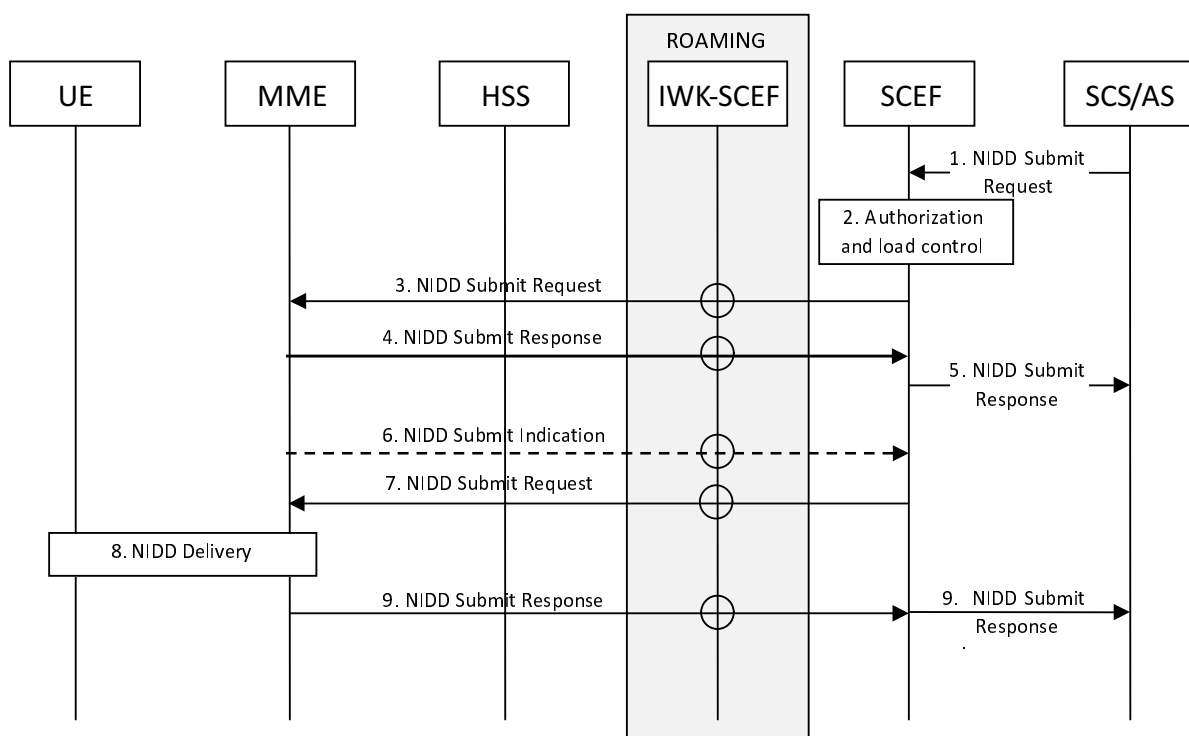 ROAMING
UE
MME
HSS
IWK-SCEF
SCEF
SCS/AS
1. NIDD Submit
Request
2. Authorization
and load control
3. NIDD Submit Request
4. NIDD Submit Response
5. NIDD Submit
Response
6. NIDD Submit Indication
7. NIDD Submit Request
8. NIDD Delivery
9. NIDD Submit Response
9. NIDD Submit
Response
.